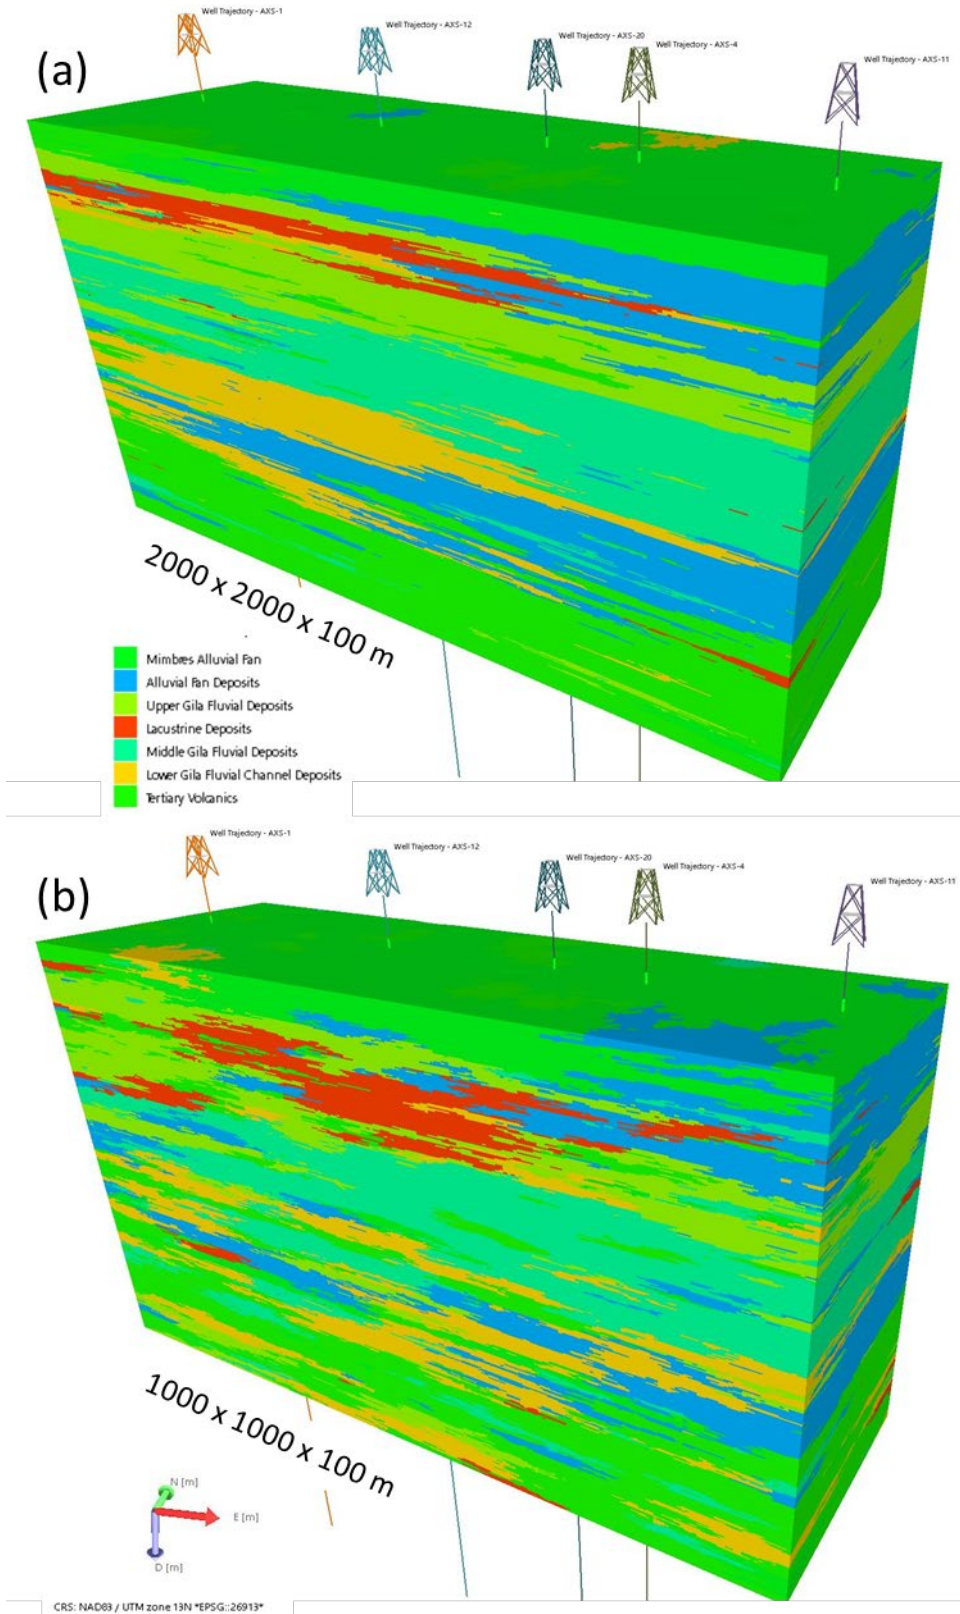 Well Trajectory - AXS-1
Well Trajectory - AXS-12
Well Trajectory - AXS-20
Well Trajectory - AXS-4
Well Trajectory - AXS-11
(a)
2000 x 2000 x 100 m
Mimbres Alluvial Fan
Alluvial Fan Deposits
Upper Gila Fluvial Deposits
Lacustrine Deposits
Middle Gila Fluvial Deposits
Lower Gila Fluvial Channel Deposits
Tertiary Volcanics
Well Trajectory - AXS-1
Well Trajectory - AXS-12
Well Trajectory - AXS-20
Well Trajectory - AXS-4
Well Trajectory - AXS-11
(b)
1000 x 1000 x 100 m
N [m]
E [m]
D [m]
CRS: NAD83 / UTM zone 13N *EPSG::26913*